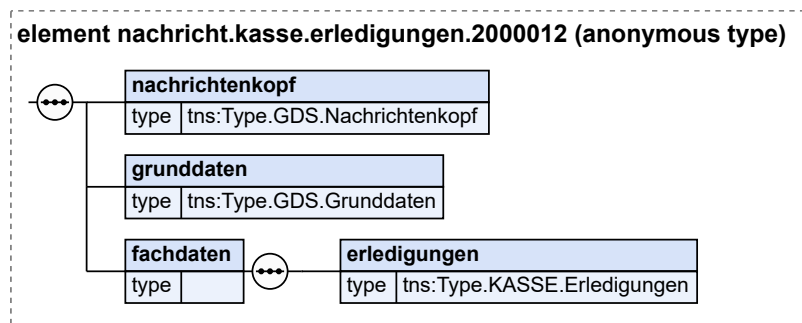 element nachricht.kasse.erledigungen.2000012 (anonymous type)
nachrichtenkopf
type tns:Type.GDS.Nachrichtenkopf
grunddaten
type tns:Type.GDS.Grunddaten
fachdaten
type
erledigungen
type tns:Type.KASSE.Erledigungen